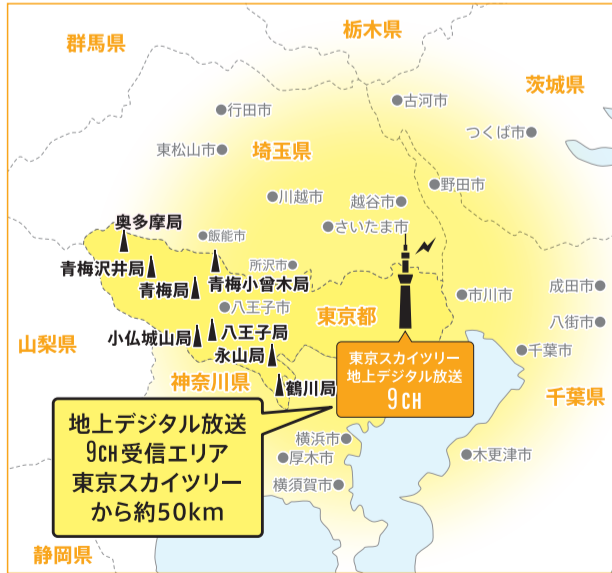 栃木県
群馬県
茨城県
古河市
行田市
つくば市
東松山市
埼玉県
野田市
川越市
越谷市
奥多摩局
さいたま市
飯能市
青梅沢井局
所沢市
青梅小曾木局
青梅局
成田市
市川市
八王子市
東京都
八街市
小仏城山局
八王子局
山梨県
永山局
千葉市
東京スカイツリー
地上デジタル放送
9CH
神奈川県
鶴川局
千葉県
地上デジタル放送
9CH受信エリア
東京スカイツリー
から約50km
横浜市
厚木市
木更津市
横須賀市
静岡県